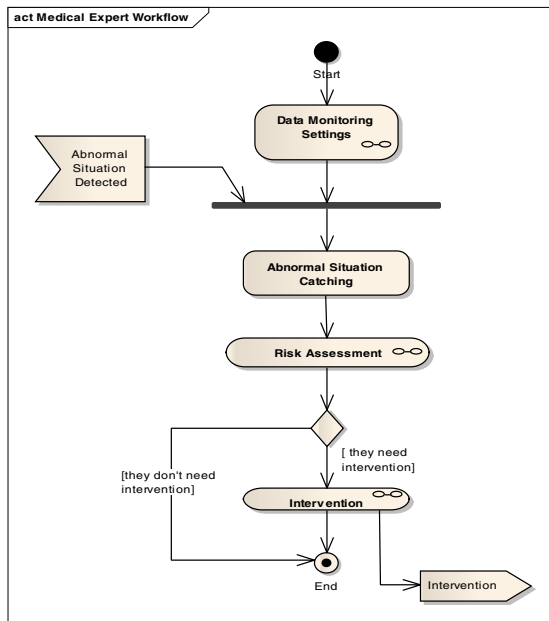 act Medical Expert Workflow
Start
Data Monitoring
Settings
Abnormal
Situation
Detected
Abnormal Situation
Catching
Risk Assessment
[ they need
intervention]
[they don't need
intervention]
Intervention
End
Intervention